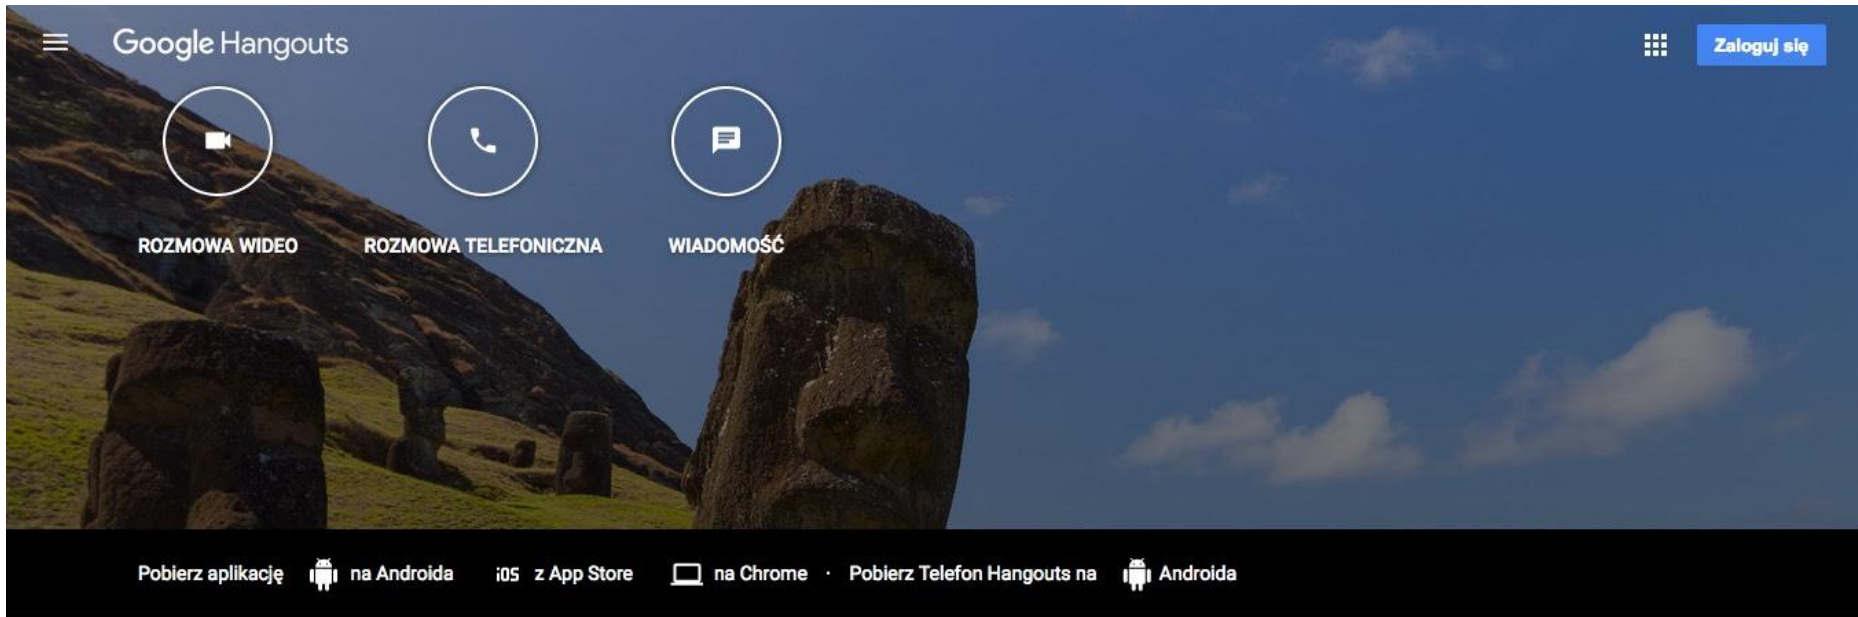 Google Hangouts
Zaloguj się
ROZMOWA WIDEO
ROZMOWA TELEFONICZNA
WIADOMOŚĆ
Pobierz aplikację na Androida iOS z App Store na Chrome · Pobierz Telefon Hangouts na Androida